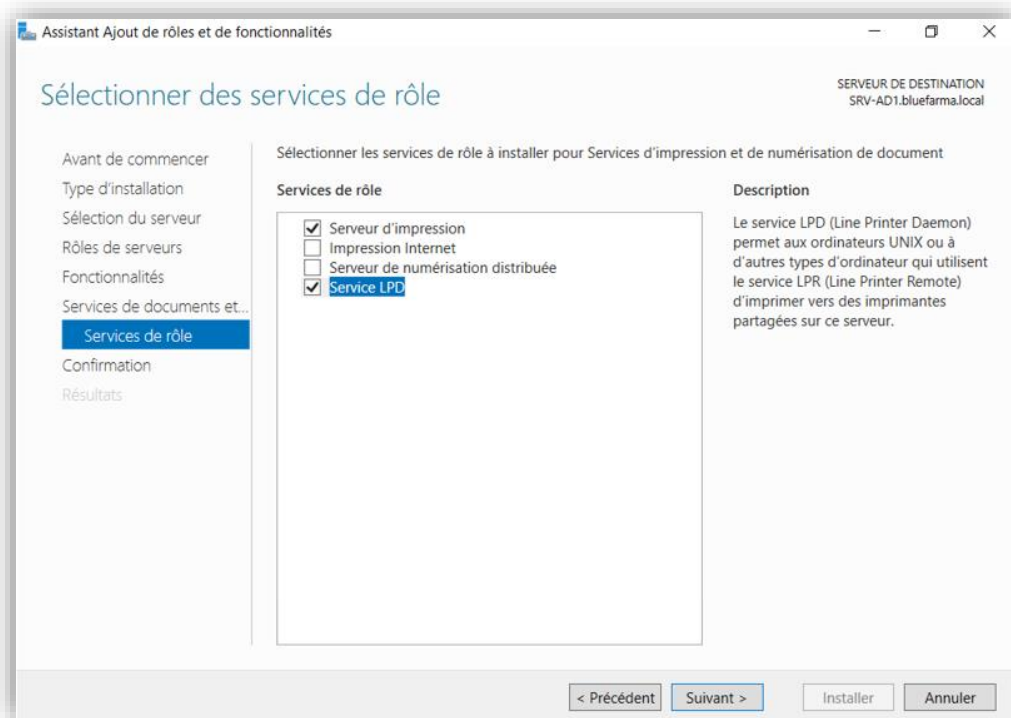 Assistant Ajout de rôles et de fonctionnalités
Sélectionner des services de rôle
SERVEUR DE DESTINATION
SRV-AD1.bluefarma.local
Avant de commencer
Type d'installation
Sélection du serveur
Rôles de serveurs
Fonctionnalités
Services de documents et...
Services de rôle
Confirmation
Résultats
Sélectionner les services de rôle à installer pour Services d'impression et de numérisation de document
Services de rôle
Serveur d'impression
Impression Internet
Serveur de numérisation distribuée
Service LPD
Description
Le service LPD (Line Printer Daemon)
permet aux ordinateurs UNIX ou à
d'autres types d'ordinateur qui utilisent
le service LPR (Line Printer Remote)
d'imprimer vers des imprimantes
partagées sur ce serveur.
< Précédent
Suivant >
Installer
Annuler